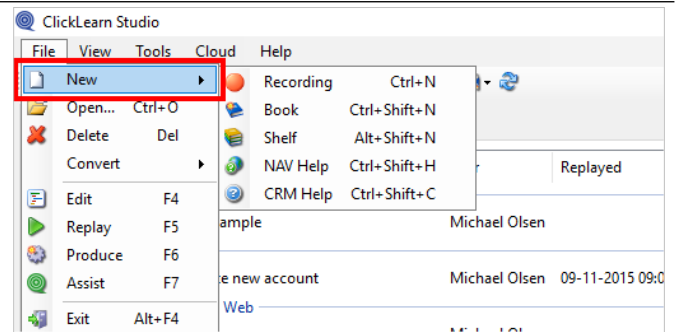 ClickLearn Studio
File View Tools Cloud Help
New
Recording Ctrl+N
Open... Ctrl+O
Book Ctrl+Shift+N
Delete Del
Shelf Alt+Shift+N
Convert
NAV Help Ctrl+Shift+H
Replayed
Edit F4
CRM Help Ctrl+Shift+C
Replay F5
ample Michael Olsen
Produce F6
Assist F7
te new account Michael Olsen 09-11-2015 09:0
Web
Exit Alt+F4